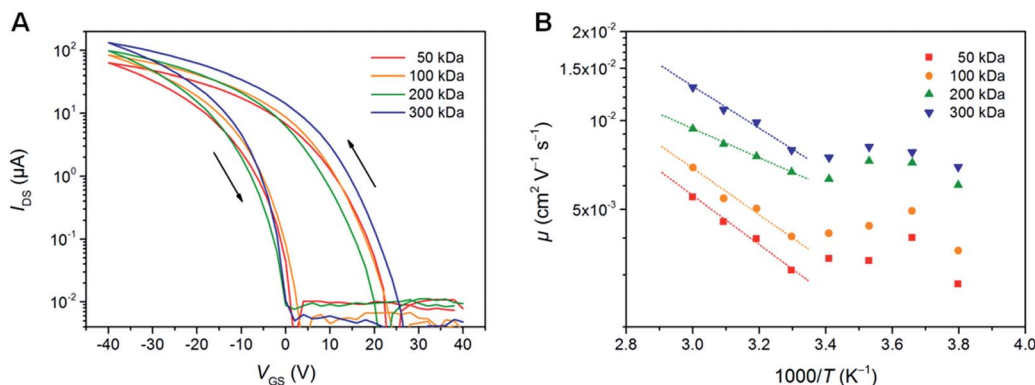 A
I_DS (µA)
10²
10¹
10⁰
10⁻¹
10⁻²
50 kDa
100 kDa
200 kDa
300 kDa
-40 -30 -20 -10 0 10 20 30 40
V_GS (V)
B
µ (cm² V⁻¹ s⁻¹)
2x10⁻²
1.5x10⁻²
10⁻²
5x10⁻³
50 kDa
100 kDa
200 kDa
300 kDa
2.8 3.0 3.2 3.4 3.6 3.8 4.0
1000/T (K⁻¹)